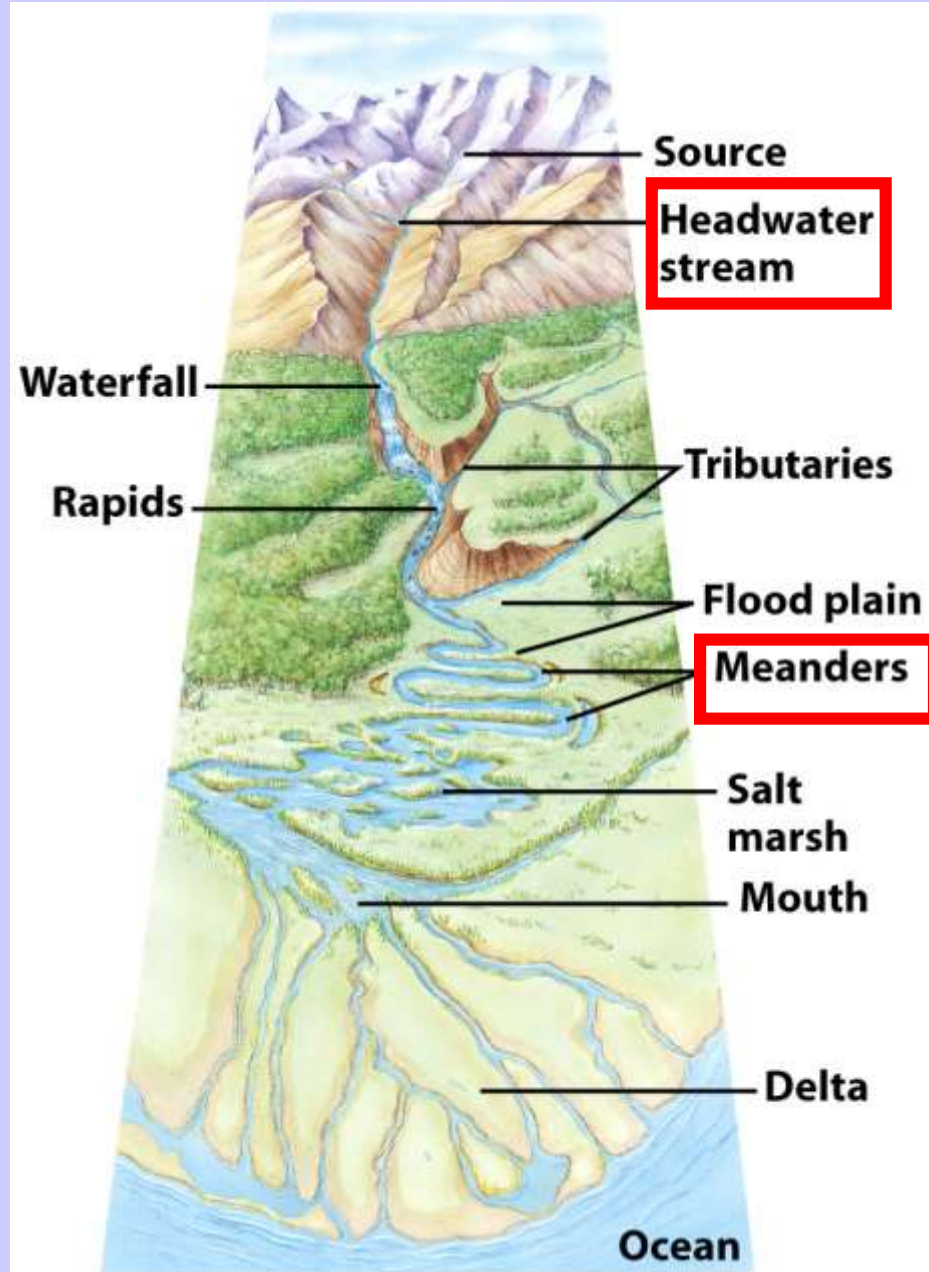 Source
Headwater
stream
Waterfall
Tributaries
Rapids
Flood plain
Meanders
Salt
marsh
Mouth
Delta
Ocean